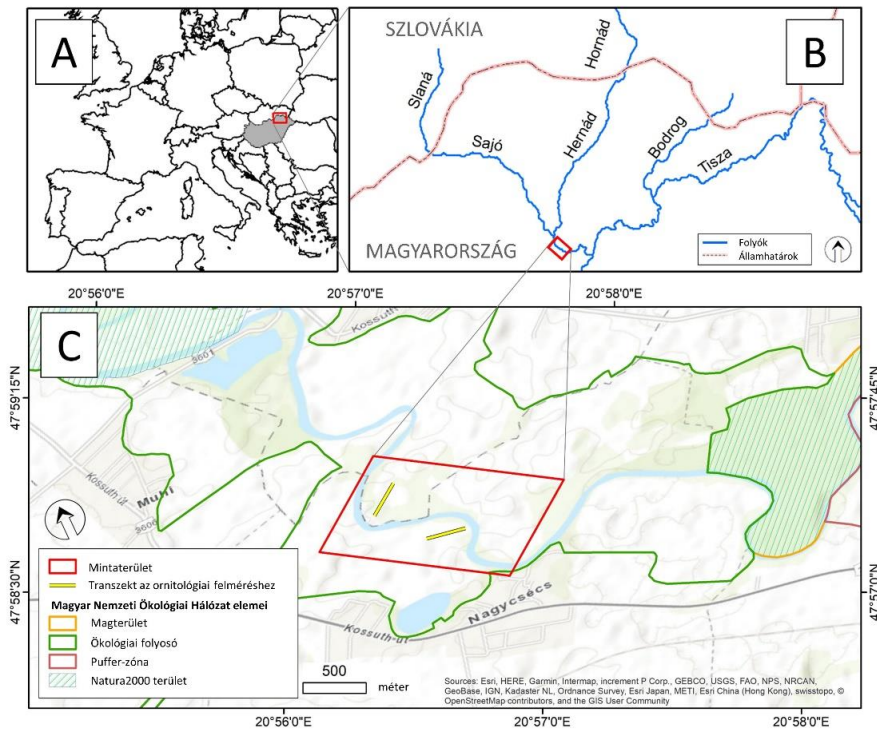 A
SZLOVÁKIA
B
Slaná
Sajó
Hornád
Hernád
Bodrog
Tisza
MAGYARORSZÁG
Folyók
Államhatárok
20°56'0"E
20°57'0"E
20°58'0"E
C
47°59'15"N
47°58'30"N
47°57'45"N
47°57'0"N
3601
Kossuth
Kossuth út
Muhi
3606
Nagycsécs
Kossuth-út
Mintaterület
Transzekt az ornitológiai felméréshez
Magyar Nemzeti Ökológiai Hálózat elemei
Magterület
Ökológiai folyosó
Puffer-zóna
Natura2000 terület
500
méter
Sources: Esri, HERE, Garmin, Intermap, increment P Corp., GEBCO, USGS, FAO, NPS, NRCAN,
GeoBase, IGN, Kadaster NL, Ordnance Survey, Esri Japan, METI, Esri China (Hong Kong), swisstopo, ©
OpenStreetMap contributors, and the GIS User Community
20°56'0"E
20°57'0"E
20°58'0"E